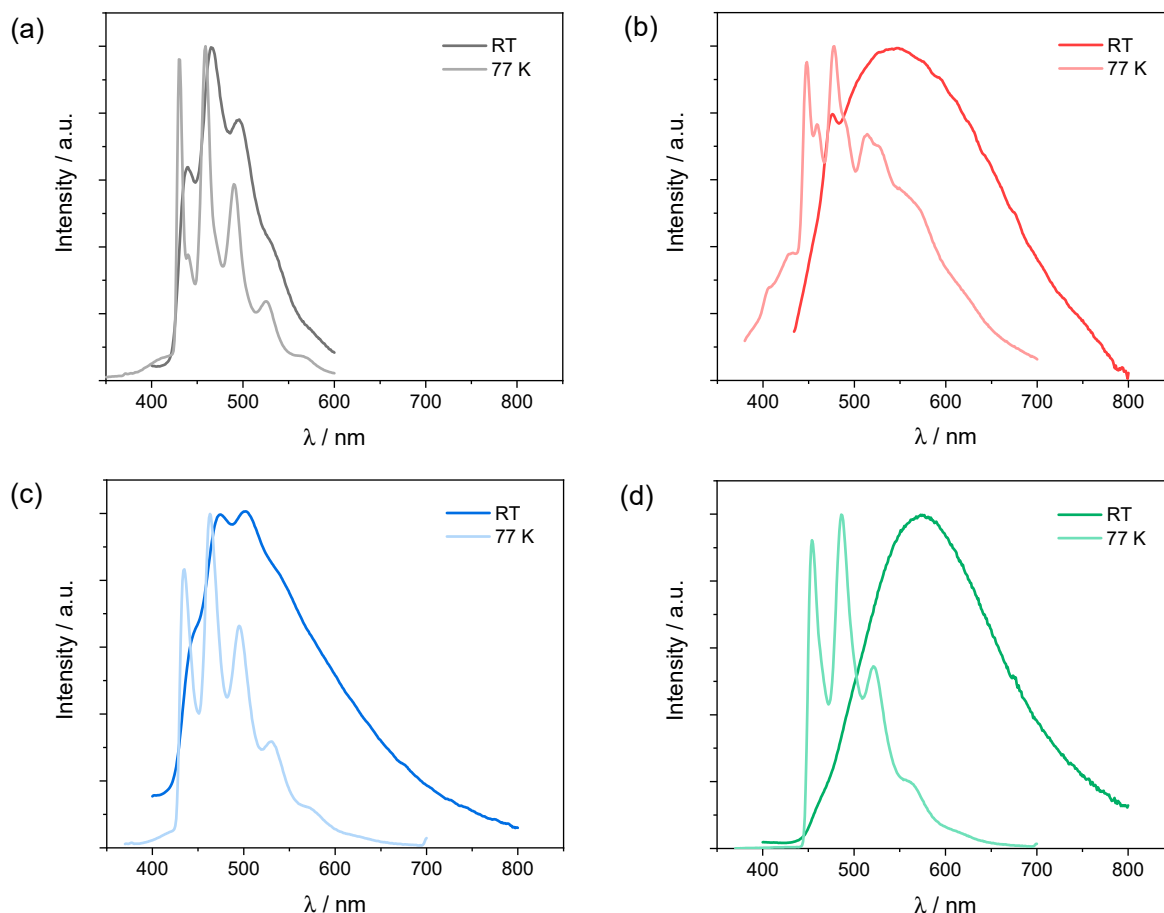 (a)
RT
77 K
Intensity / a.u.
400 500 600 700 800
λ / nm
(b)
RT
77 K
Intensity / a.u.
400 500 600 700 800
λ / nm
(c)
RT
77 K
Intensity / a.u.
400 500 600 700 800
λ / nm
(d)
RT
77 K
Intensity / a.u.
400 500 600 700 800
λ / nm